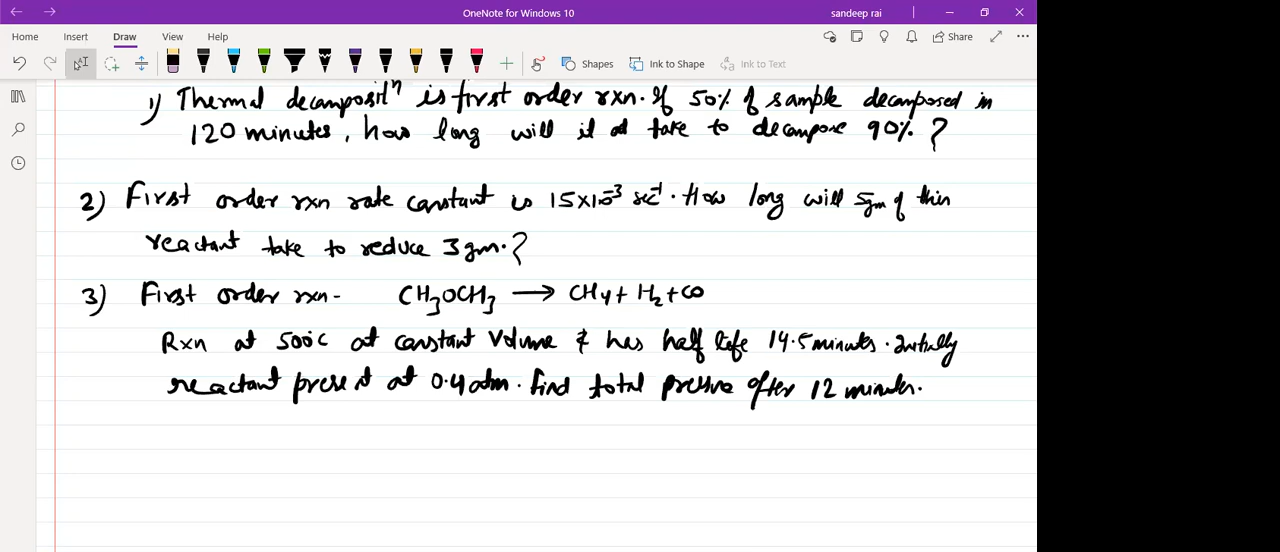 OneNote for Windows 10
sandeep rai
Home Insert Draw View Help
Share
Shapes
Ink to Shape
Ink to Text
1) Thermal decompositⁿ is first order rxn. If 50% of sample decomposed in
120 minutes, how long will it take to decompose 90%?
2) First order rxn rate constant is 15×10⁻³ sec⁻¹. How long will 5gm of this
reactant take to reduce 3gm.?
3) First order rxn- CH₃OCH₃ → CH4+ H₂+CO
Rxn at 500°C at constant volume & has half life 14.5 minutes. Initially
reactant present at 0.4 atm. find total pressure after 12 minutes.